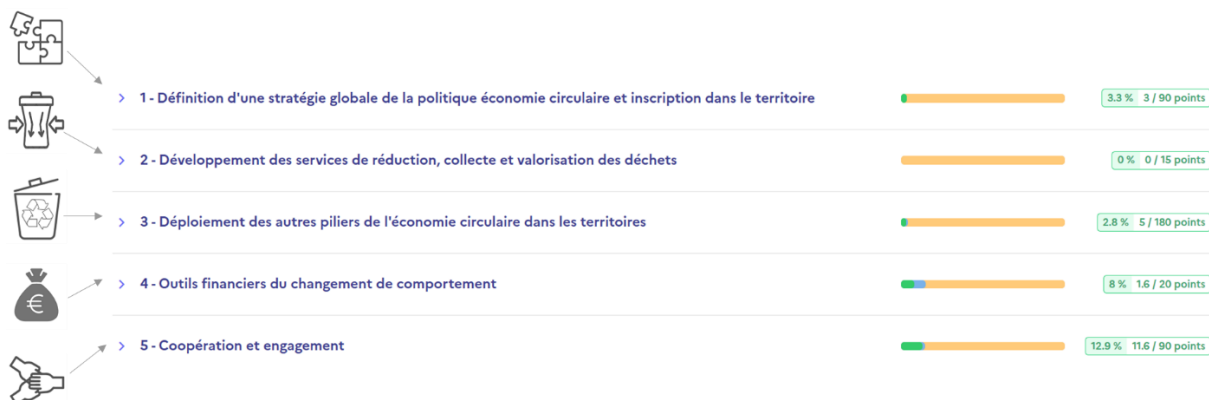 1 - Définition d'une stratégie globale de la politique économie circulaire et inscription dans le territoire 3.3 % 3 / 90 points
2 - Développement des services de réduction, collecte et valorisation des déchets 0 % 0 / 15 points
3 - Déploiement des autres piliers de l'économie circulaire dans les territoires 2.8 % 5 / 180 points
4 - Outils financiers du changement de comportement 8 % 1.6 / 20 points
€
5 - Coopération et engagement 12.9 % 11.6 / 90 points